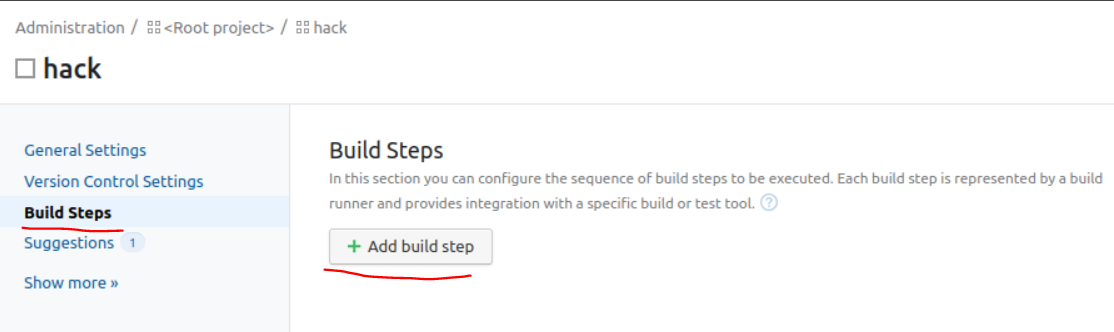 Administration / <Root project> / hack
hack
General Settings
Version Control Settings
Build Steps
Suggestions 1
Show more »
Build Steps
In this section you can configure the sequence of build steps to be executed. Each build step is represented by a build
runner and provides integration with a specific build or test tool. ?
+ Add build step